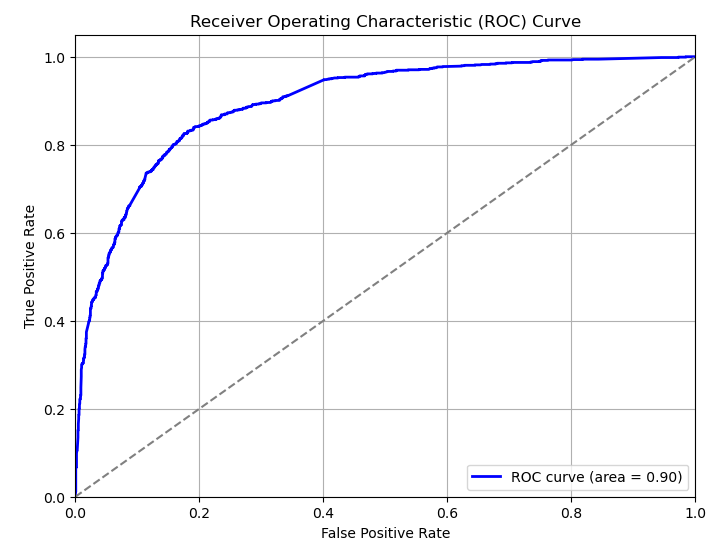 Receiver Operating Characteristic (ROC) Curve
1.0
0.8
0.6
0.4
0.2
0.0
True Positive Rate
ROC curve (area = 0.90)
0.0 0.2 0.4 0.6 0.8 1.0
False Positive Rate